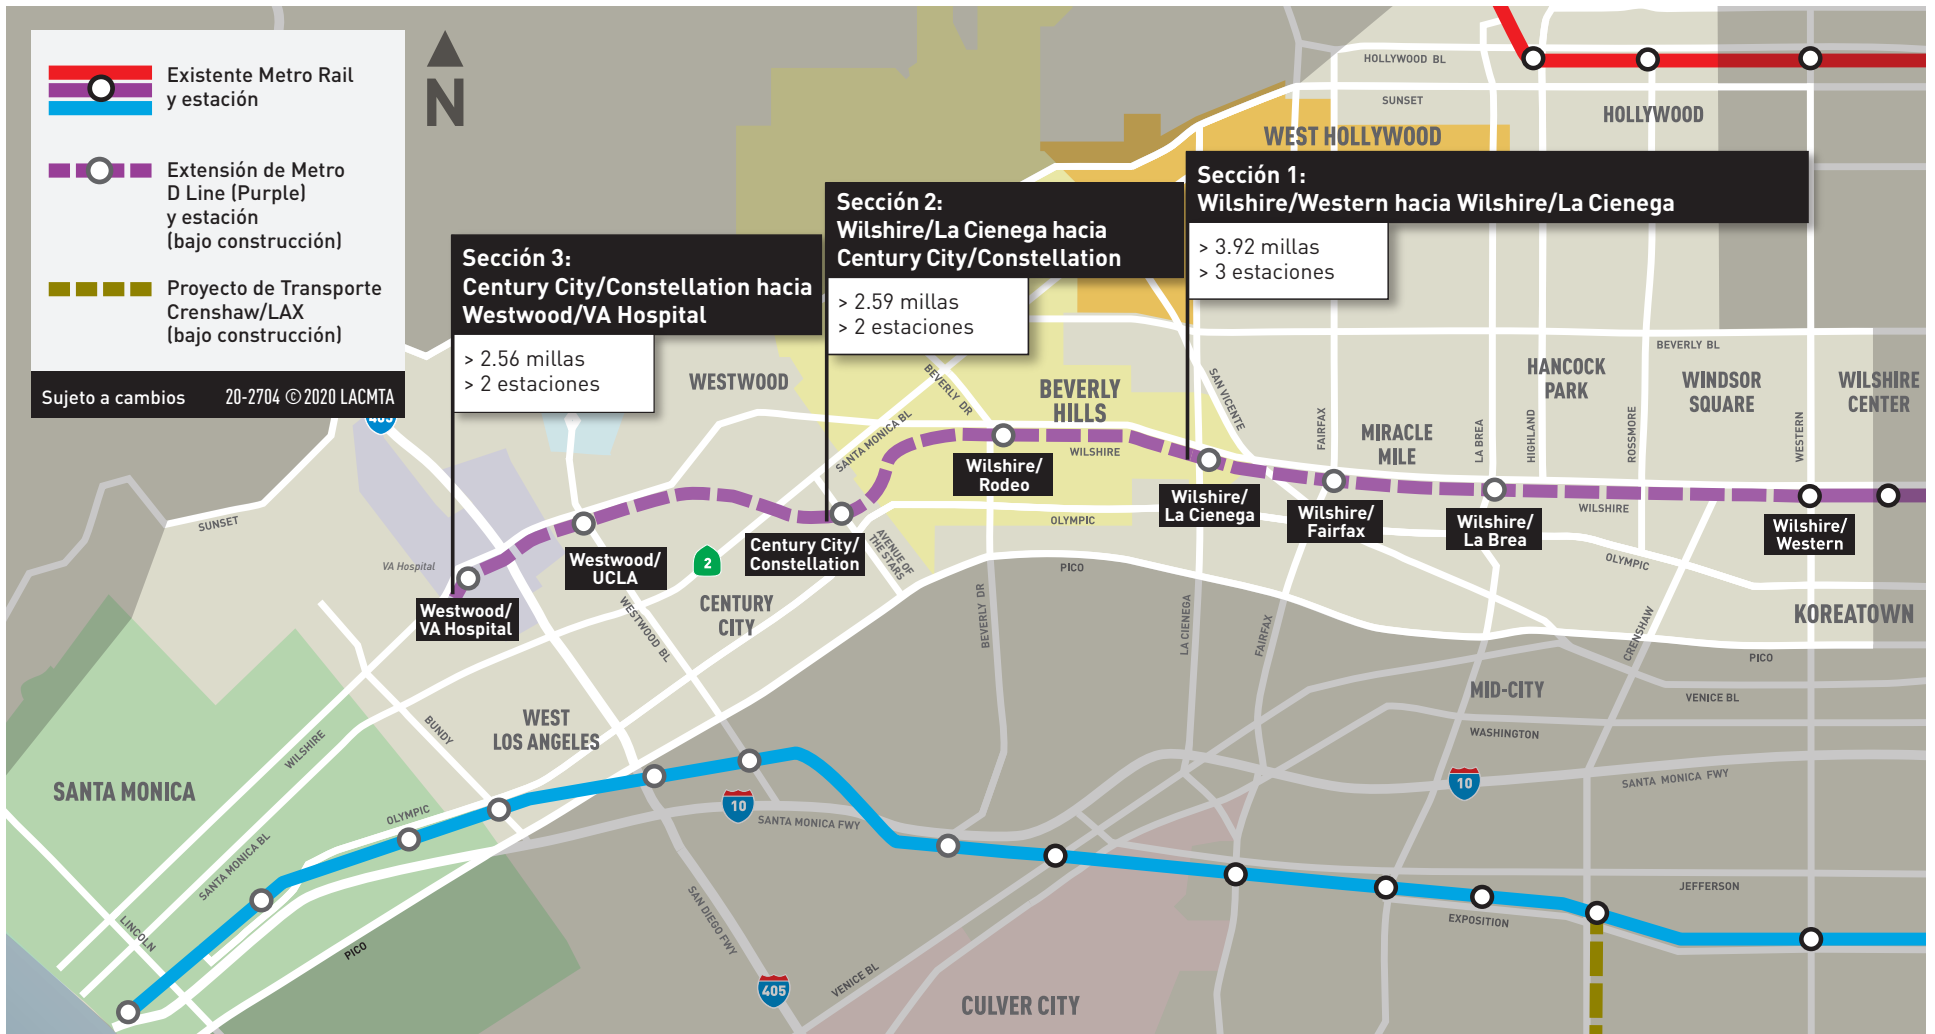 Existente Metro Rail
y estación
Extensión de Metro
D Line (Purple)
y estación
(bajo construcción)
Proyecto de Transporte
Crenshaw/LAX
(bajo construcción)
Sujeto a cambios
20-2704 © 2020 LACMTA
N
Sección 3:
Century City/Constellation hacia
Westwood/VA Hospital
> 2.56 millas
> 2 estaciones
Sección 2:
Wilshire/La Cienega hacia
Century City/Constellation
> 2.59 millas
> 2 estaciones
Sección 1:
Wilshire/Western hacia Wilshire/La Cienega
> 3.92 millas
> 3 estaciones
HOLLYWOOD BL
SUNSET
HOLLYWOOD
WEST HOLLYWOOD
BEVERLY BL
WESTWOOD
BEVERLY DR
BEVERLY
HILLS
SAN VICENTE
HANCOCK
PARK
WINDSOR
SQUARE
WILSHIRE
CENTER
405
SANTA MONICA BL
WILSHIRE
FAIRFAX
MIRACLE
MILE
LA BREA
HIGHLAND
ROSSMORE
WESTERN
Wilshire/
Rodeo
Wilshire/
La Cienega
Wilshire/
Fairfax
Wilshire/
La Brea
WILSHIRE
Wilshire/
Western
SUNSET
VA Hospital
Westwood/
UCLA
2
Century City/
Constellation
AVENUE OF
THE STARS
OLYMPIC
PICO
OLYMPIC
Westwood/
VA Hospital
WESTWOOD BL
CENTURY
CITY
BEVERLY DR
LA CIENEGA
FAIRFAX
CRENSHAW
KOREATOWN
PICO
MID-CITY
VENICE BL
WASHINGTON
WEST
LOS ANGELES
BUNDY
WILSHIRE
SANTA MONICA
OLYMPIC
SANTA MONICA BL
10
SANTA MONICA FWY
10
SANTA MONICA FWY
JEFFERSON
EXPOSITION
LINCOLN
PICO
SAN DIEGO FWY
405
VENICE BL
CULVER CITY